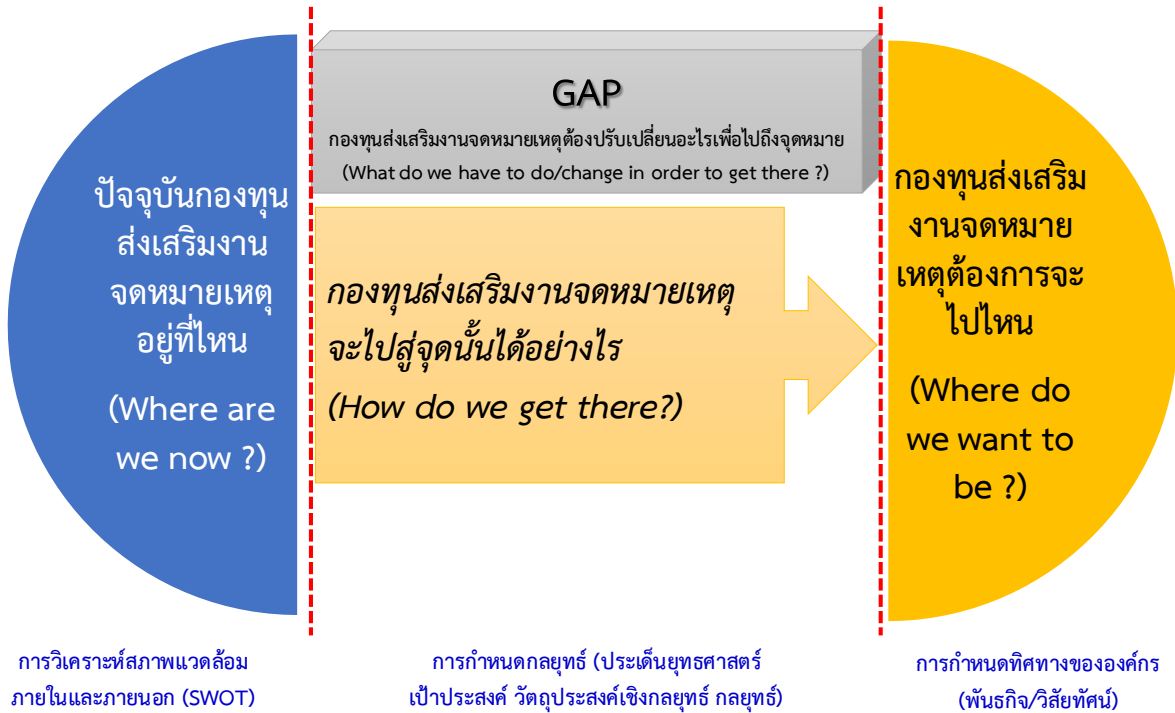 GAP
กองทุนส่งเสริมงานจดหมายเหตุต้องปรับเปลี่ยนอะไรเพื่อไปถึงจุดหมาย
(What do we have to do/change in order to get there ?)
ปัจจุบันกองทุน
ส่งเสริมงาน
จดหมายเหตุ
อยู่ที่ไหน
(Where are
we now ?)
กองทุนส่งเสริมงานจดหมายเหตุ
จะไปสู่จุดนั้นได้อย่างไร
(How do we get there?)
กองทุนส่งเสริม
งานจดหมาย
เหตุต้องการจะ
ไปไหน
(Where do
we want to
be ?)
การวิเคราะห์สภาพแวดล้อม
ภายในและภายนอก (SWOT)
การกำหนดกลยุทธ์ (ประเด็นยุทธศาสตร์
เป้าประสงค์ วัตถุประสงค์เชิงกลยุทธ์ กลยุทธ์)
การกำหนดทิศทางขององค์กร
(พันธกิจ/วิสัยทัศน์)